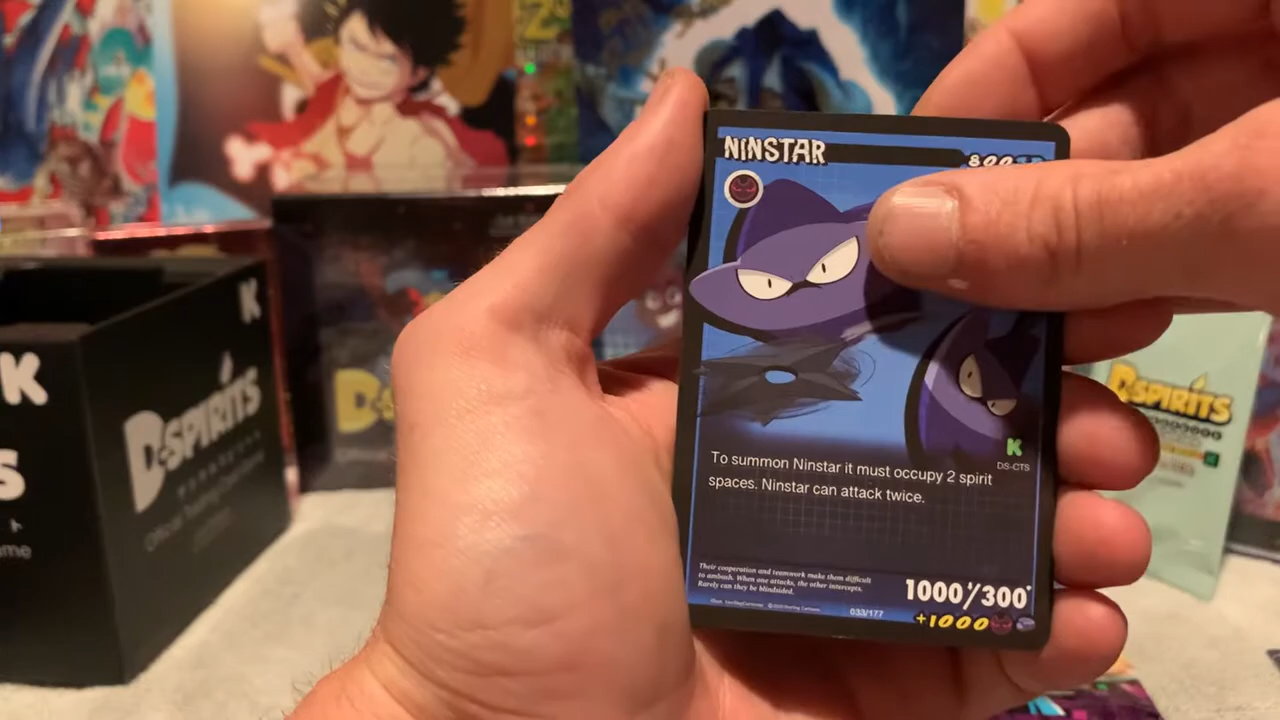 NINSTAR
800
K
DS-CTS
To summon Ninstar it must occupy 2 spirit
spaces. Ninstar can attack twice.
Their cooperation and teamwork make them difficult
to ambush. When one attacks, the other intercepts.
Rarely can they be blindsided.
1000/300
033/177
+1000
K
D-SPIRITS
K
S
D-SPIRITS